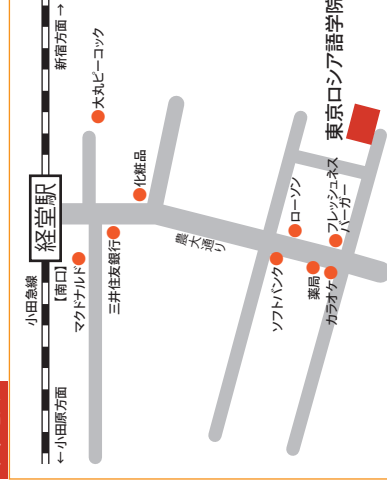 小田急線
新宿方面→
←小田原方面
経堂駅
【南口】
マクドナルド
大丸ピーコック
三井住友銀行
化粧品
農大通り
ソフトバンク
ローソン
薬局
カラオケ
フレッシュネス
バーガー
東京ロシア語学院